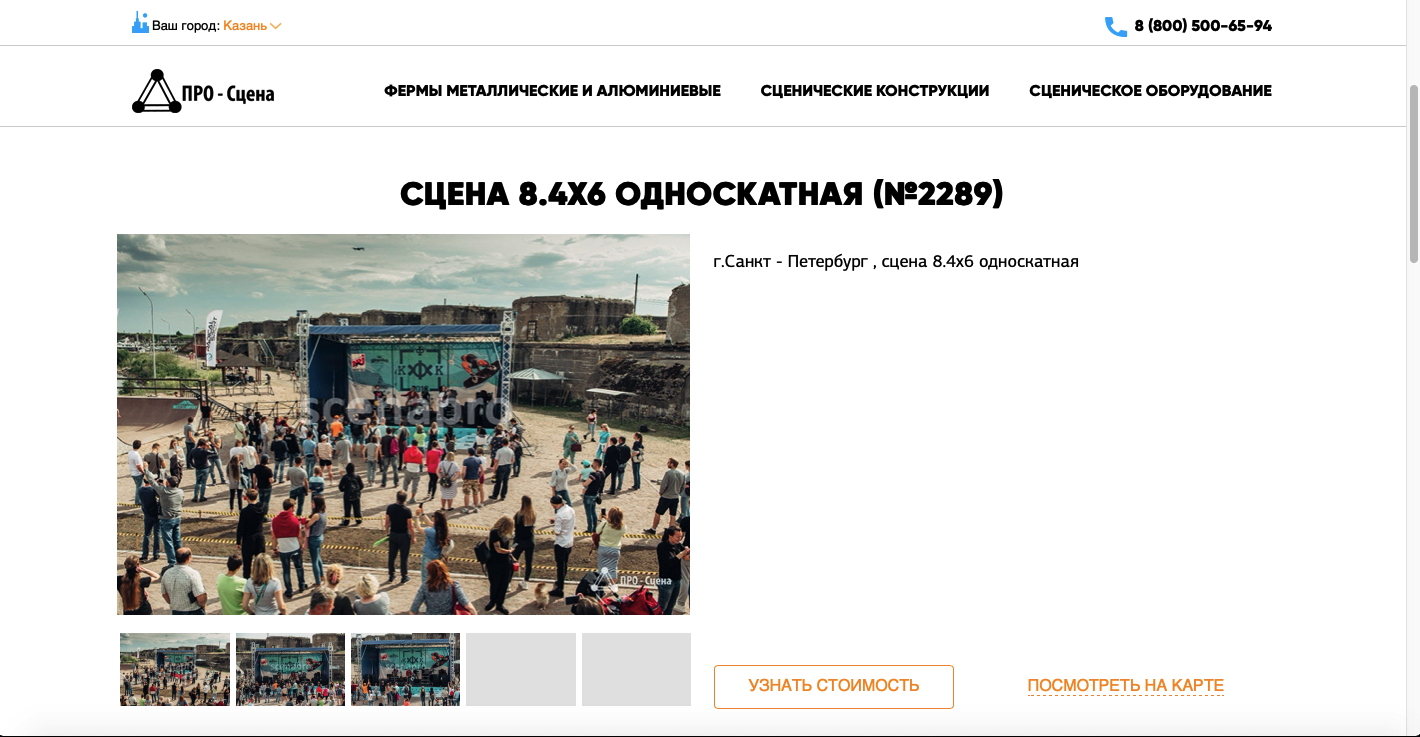 Ваш город: Казань
8 (800) 500-65-94
ПРО - Сцена
ФЕРМЫ МЕТАЛЛИЧЕСКИЕ И АЛЮМИНИЕВЫЕ
СЦЕНИЧЕСКИЕ КОНСТРУКЦИИ
СЦЕНИЧЕСКОЕ ОБОРУДОВАНИЕ
СЦЕНА 8.4Х6 ОДНОСКАТНАЯ (№2289)
г.Санкт - Петербург , сцена 8.4х6 односкатная
К Ф К
scenapro
ПРО - Сцена
УЗНАТЬ СТОИМОСТЬ
ПОСМОТРЕТЬ НА КАРТЕ